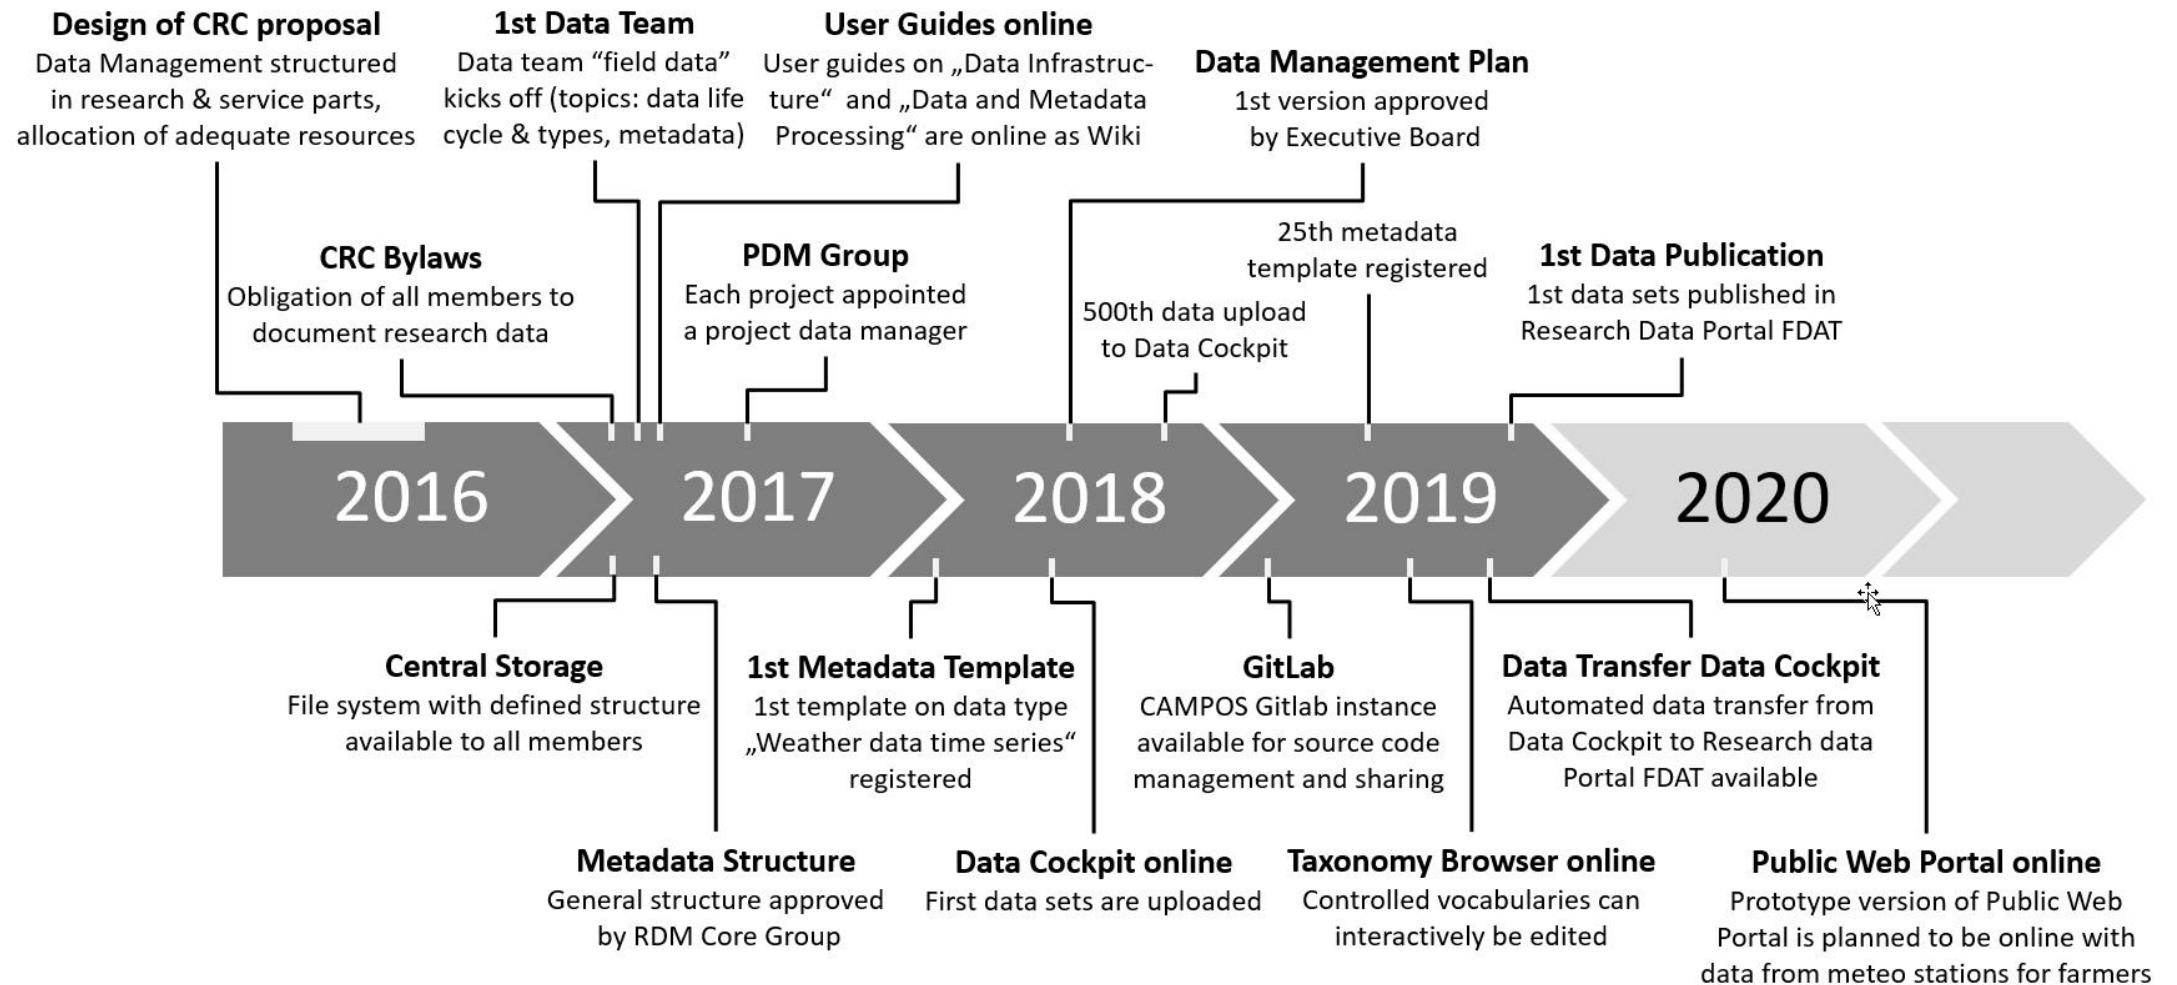 Design of CRC proposal
Data Management structured
in research & service parts,
allocation of adequate resources
1st Data Team
Data team “field data”
kicks off (topics: data life
cycle & types, metadata)
User Guides online
User guides on „Data Infrastruc-
ture“ and „Data and Metadata
Processing“ are online as Wiki
Data Management Plan
1st version approved
by Executive Board
CRC Bylaws
Obligation of all members to
document research data
PDM Group
Each project appointed
a project data manager
500th data upload
to Data Cockpit
25th metadata
template registered
1st Data Publication
1st data sets published in
Research Data Portal FDAT
2016
2017
2018
2019
2020
Central Storage
File system with defined structure
available to all members
1st Metadata Template
1st template on data type
„Weather data time series“
registered
GitLab
CAMPOS Gitlab instance
available for source code
management and sharing
Data Transfer Data Cockpit
Automated data transfer from
Data Cockpit to Research data
Portal FDAT available
Metadata Structure
General structure approved
by RDM Core Group
Data Cockpit online
First data sets are uploaded
Taxonomy Browser online
Controlled vocabularies can
interactively be edited
Public Web Portal online
Prototype version of Public Web
Portal is planned to be online with
data from meteo stations for farmers